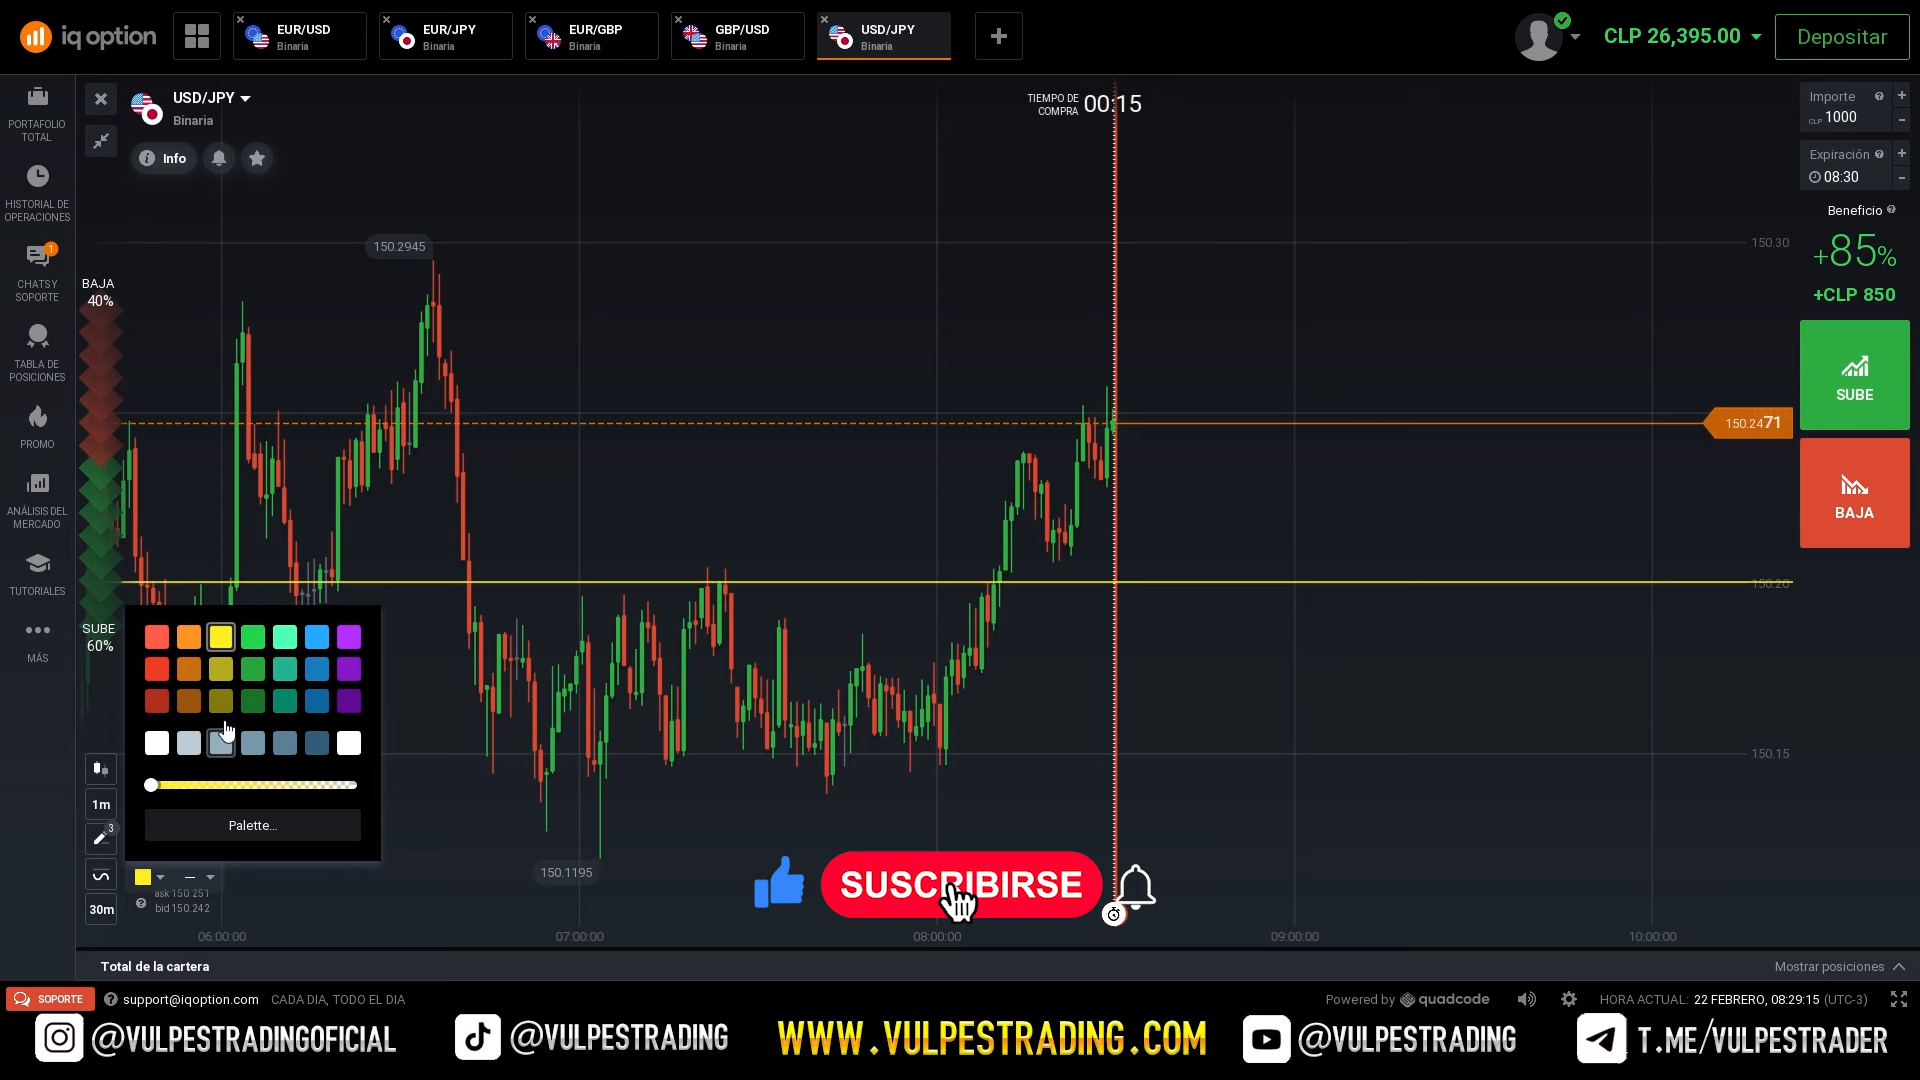 iq option
EUR/USD
Binaria
EUR/JPY
Binaria
EUR/GBP
Binaria
GBP/USD
Binaria
USD/JPY
Binaria
CLP 26,395.00
Depositar
PORTAFOLIO
TOTAL
HISTORIAL DE
OPERACIONES
1
CHATS Y
SOPORTE
TABLA DE
POSICIONES
PROMO
ANÁLISIS DEL
MERCADO
TUTORIALES
MÁS
USD/JPY
Binaria
Info
TIEMPO DE
COMPRA
00:15
BAJA
40%
SUBE
60%
150.2945
150.1195
150.30
150.2471
150.20
150.15
Importe
CLP 1000
Expiración
08:30
Beneficio
+85%
+CLP 850
SUBE
BAJA
Palette...
1m
3
30m
ask 150.251
bid 150.242
SUSCRIBIRSE
06:00:00
07:00:00
08:00:00
09:00:00
10:00:00
Total de la cartera
Mostrar posiciones
SOPORTE
support@iqoption.com
CADA DIA, TODO EL DIA
Powered by quadcode
HORA ACTUAL: 22 FEBRERO, 08:29:15 (UTC-3)
@VULPESTRADINGOFICIAL
@VULPESTRADING
WWW.VULPESTRADING.COM
@VULPESTRADING
T.ME/VULPESTRADER